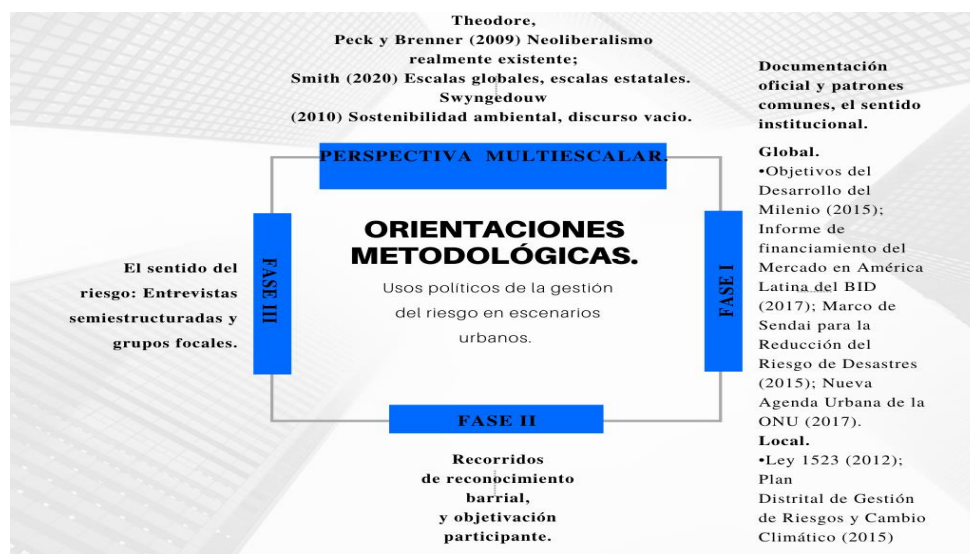 Theodore,
Peck y Brenner (2009) Neoliberalismo
realmente existente;
Smith (2020) Escalas globales, escalas estatales.
Swyngedouw
(2010) Sostenibilidad ambiental, discurso vacio.
PERSPECTIVA MULTIESCALAR.
ORIENTACIONES
METODOLÓGICAS.
Usos políticos de la gestión
del riesgo en escenarios
urbanos.
FASE I
Documentación
oficial y patrones
comunes, el sentido
institucional.
Global.
•Objetivos del
Desarrollo del
Milenio (2015);
Informe de
financiamiento del
Mercado en América
Latina del BID
(2017); Marco de
Sendai para la
Reducción del
Riesgo de Desastres
(2015); Nueva
Agenda Urbana de la
ONU (2017).
Local.
•Ley 1523 (2012);
Plan
Distrital de Gestión
de Riesgos y Cambio
Climático (2015)
FASE II
Recorridos
de reconocimiento
barrial,
y objetivación
participante.
FASE III
El sentido del
riesgo: Entrevistas
semiestructuradas y
grupos focales.